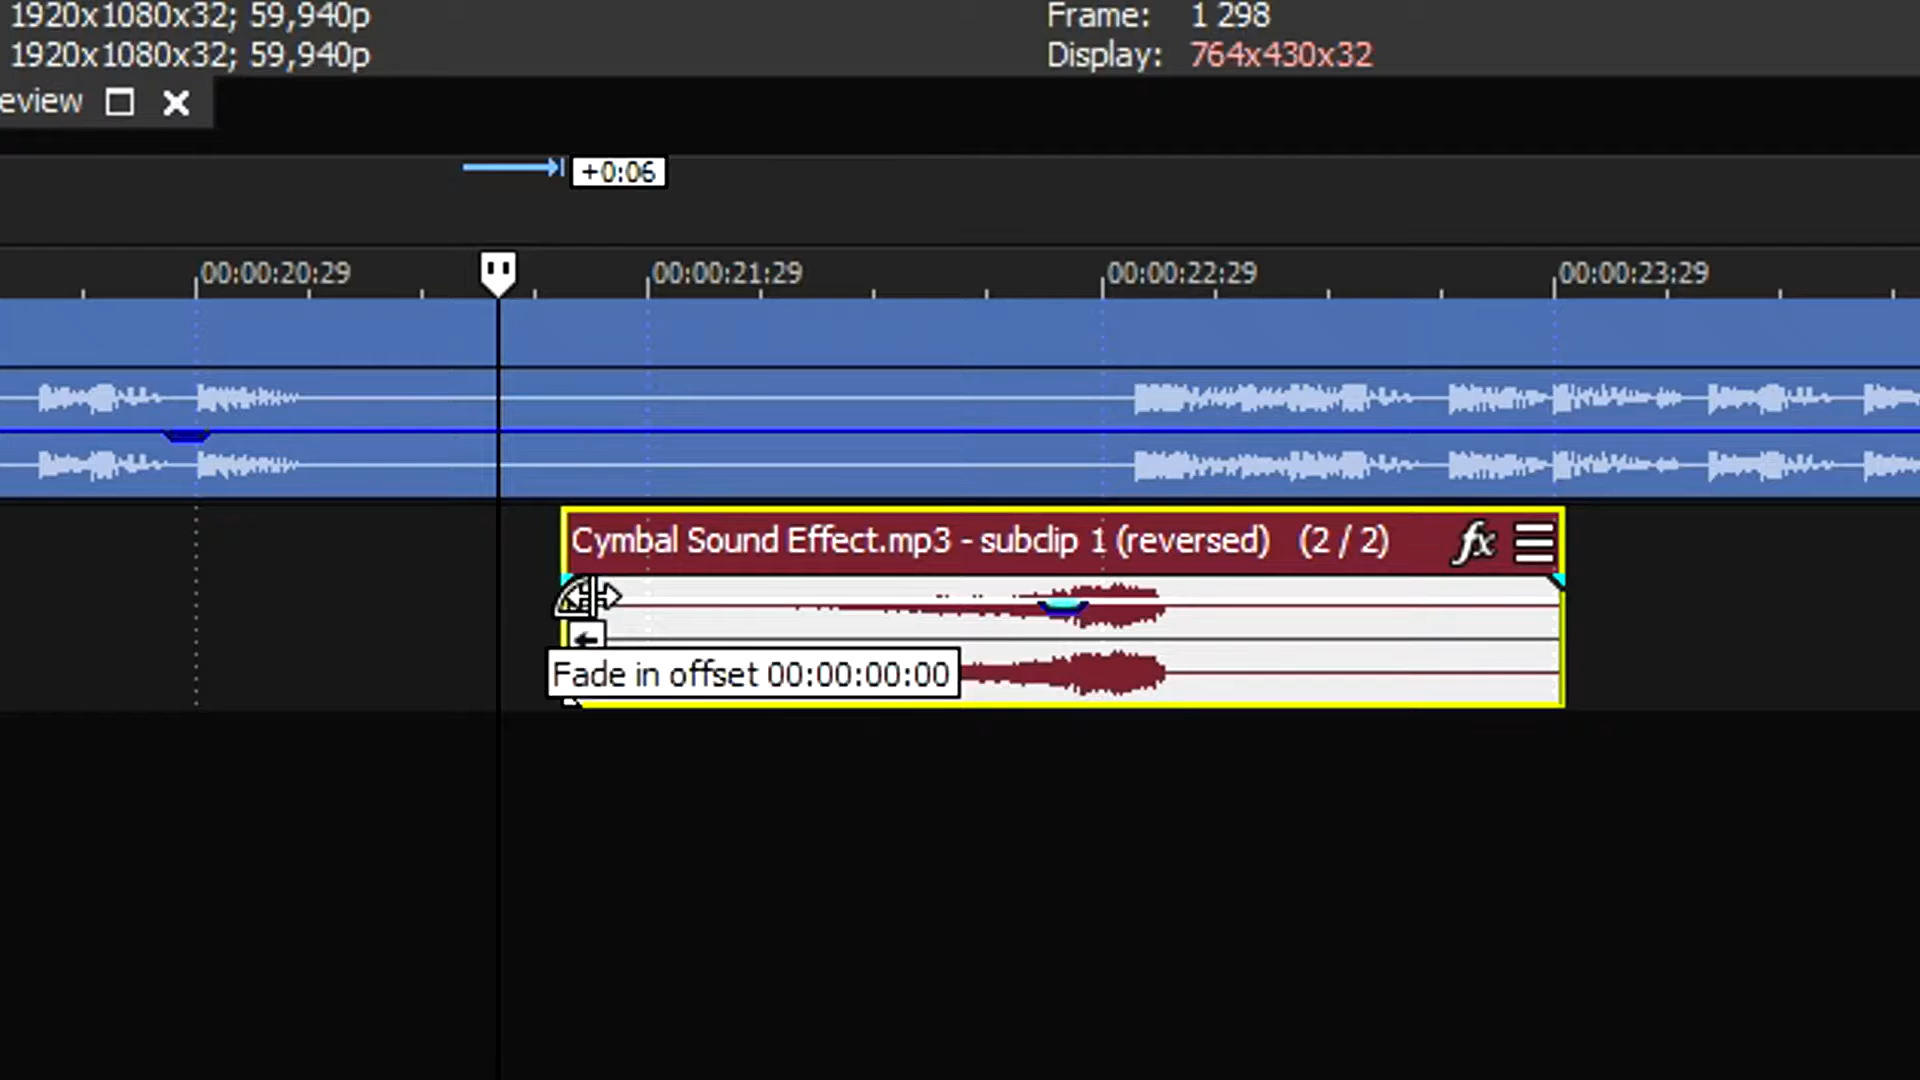 1920x1080x32; 59,940p
Frame: 1 298
1920x1080x32; 59,940p
Display: 764x430x32
eview
+0:06
00:00:20:29
00:00:21:29
00:00:22:29
00:00:23:29
Cymbal Sound Effect.mp3 - subclip 1 (reversed) (2 / 2)
fx
Fade in offset 00:00:00:00